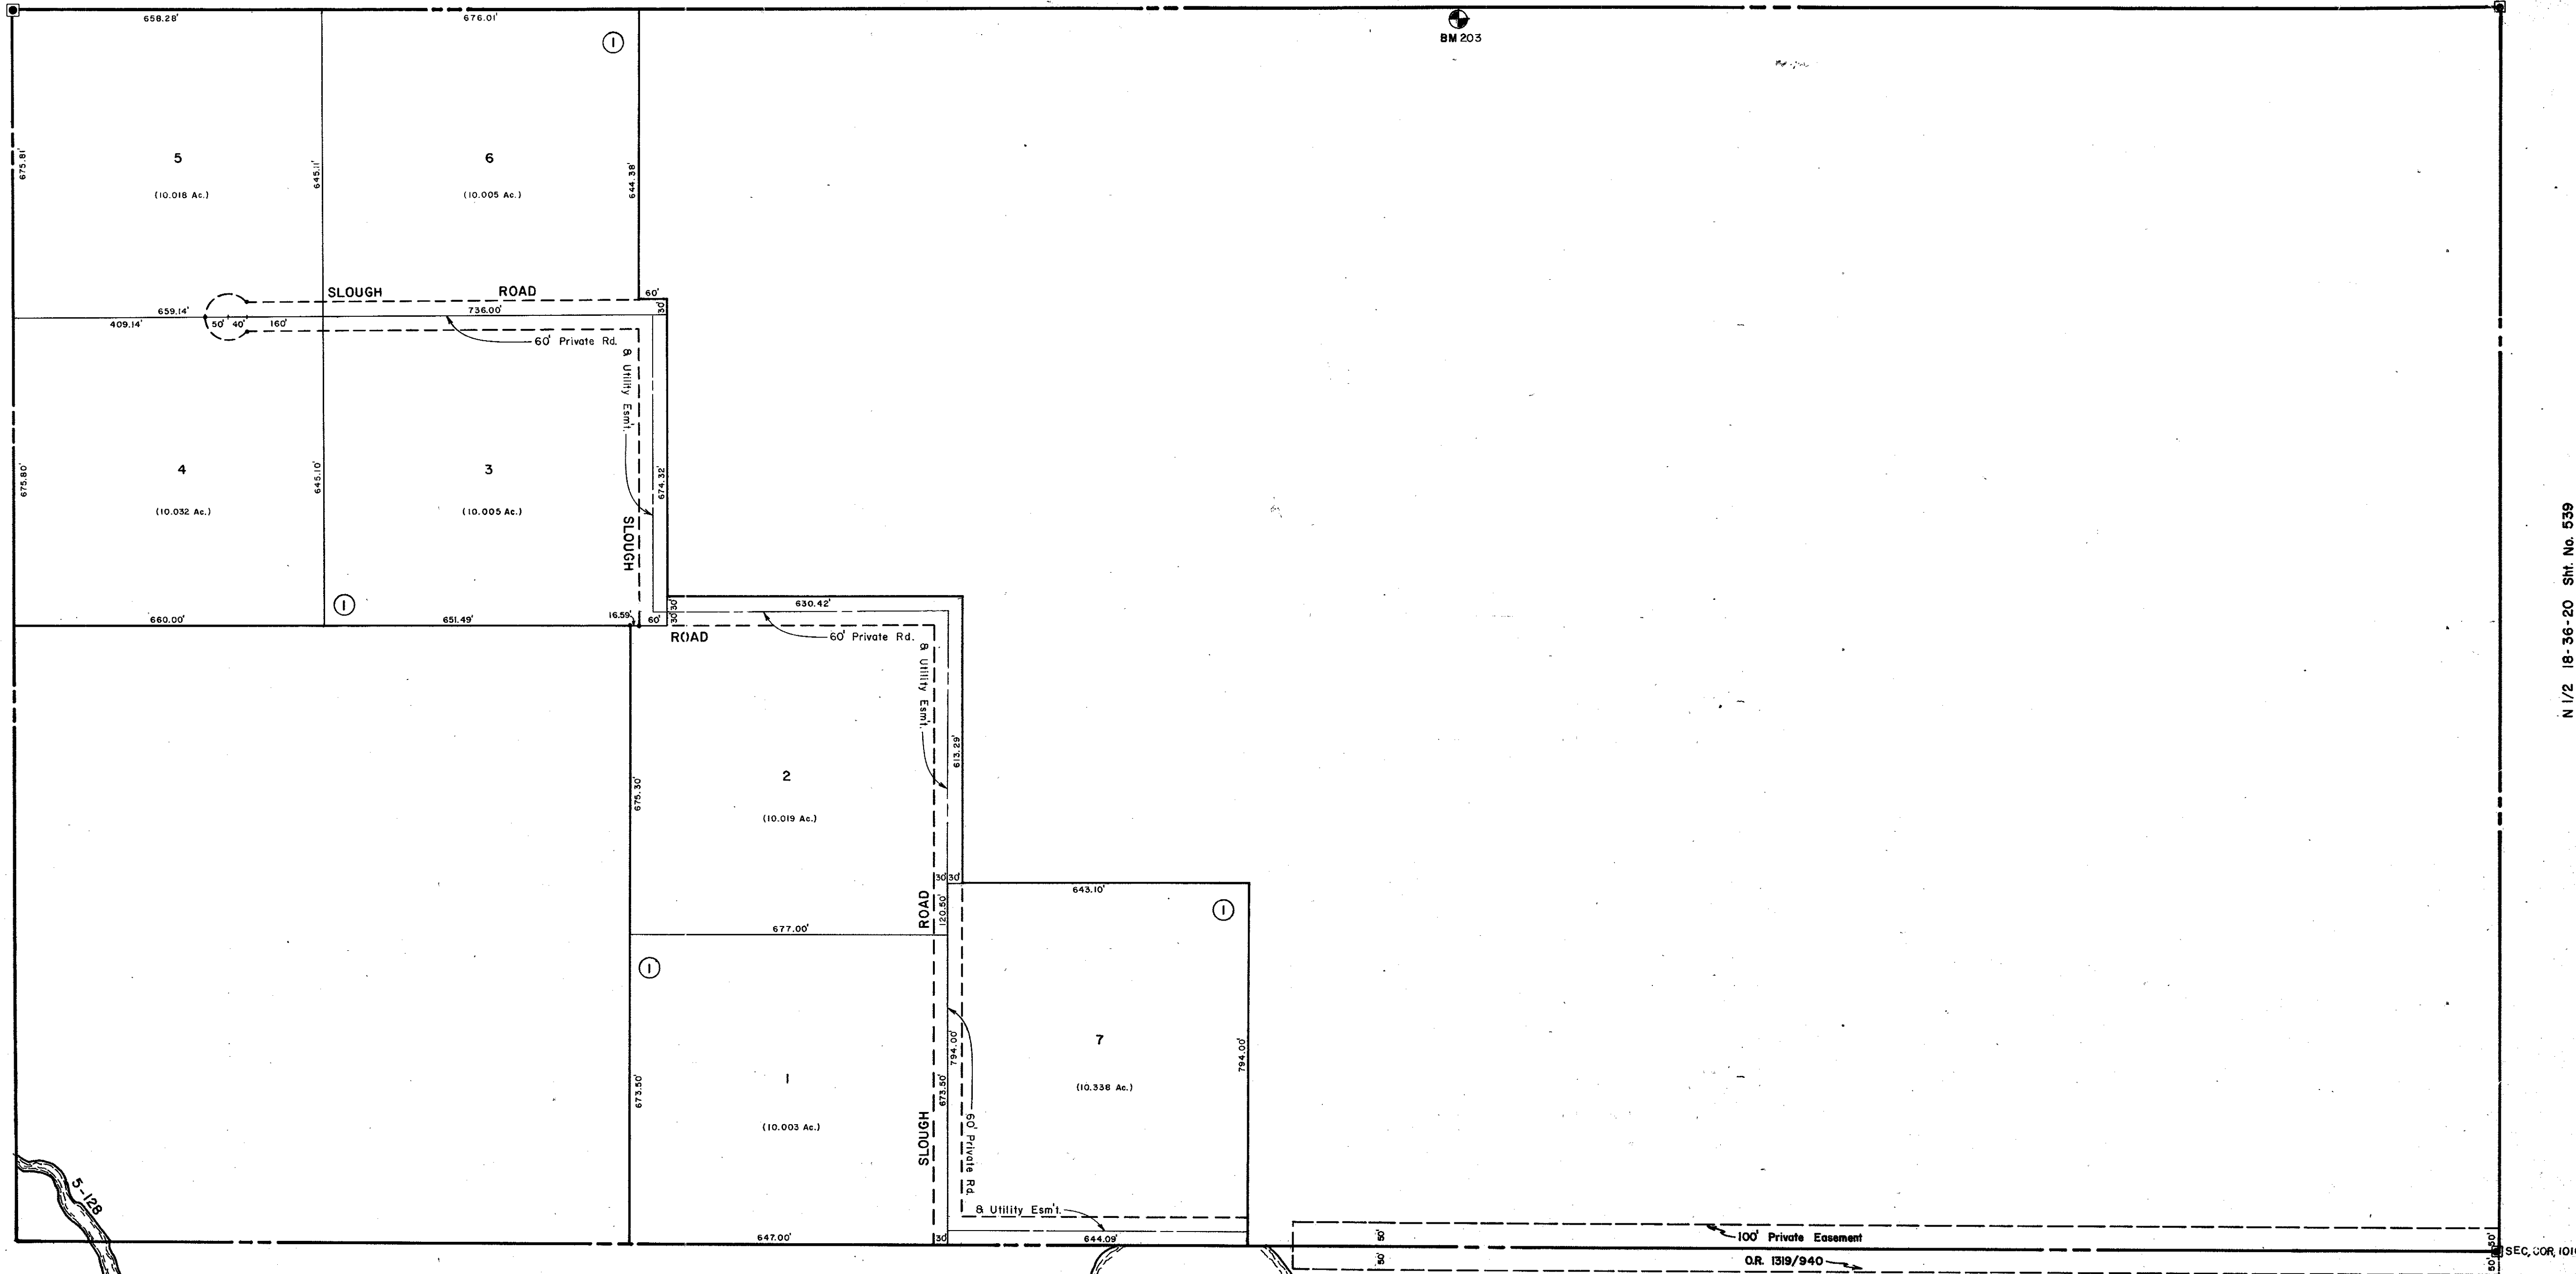 658.28'
676.01'
1
BM 203
5
(10.018 Ac.)
675.81'
645.11'
6
(10.005 Ac.)
644.38'
SLOUGH ROAD
60'
30'
659.14'
409.14'
50'
40'
160'
736.00'
60' Private Rd.
& Utility Esm't.
4
(10.032 Ac.)
675.80'
645.10'
3
(10.005 Ac.)
674.32'
SLOUGH
N 1/2 18-36-20 Sht. No. 539
1
660.00'
651.49'
16.59'
60'
30'
30'
630.42'
ROAD
60' Private Rd.
& Utility Esm't.
613.29'
2
(10.019 Ac.)
675.30'
30'
30'
120.50'
ROAD
677.00'
643.10'
1
1
7
(10.338 Ac.)
794.00'
794.00'
1
(10.003 Ac.)
673.50'
673.50'
SLOUGH
60' Private Rd.
& Utility Esm't.
5-128
647.00'
30'
644.09'
50'
50'
100' Private Easement
O.R. 1319/940
50'
50'
SEC. COR.